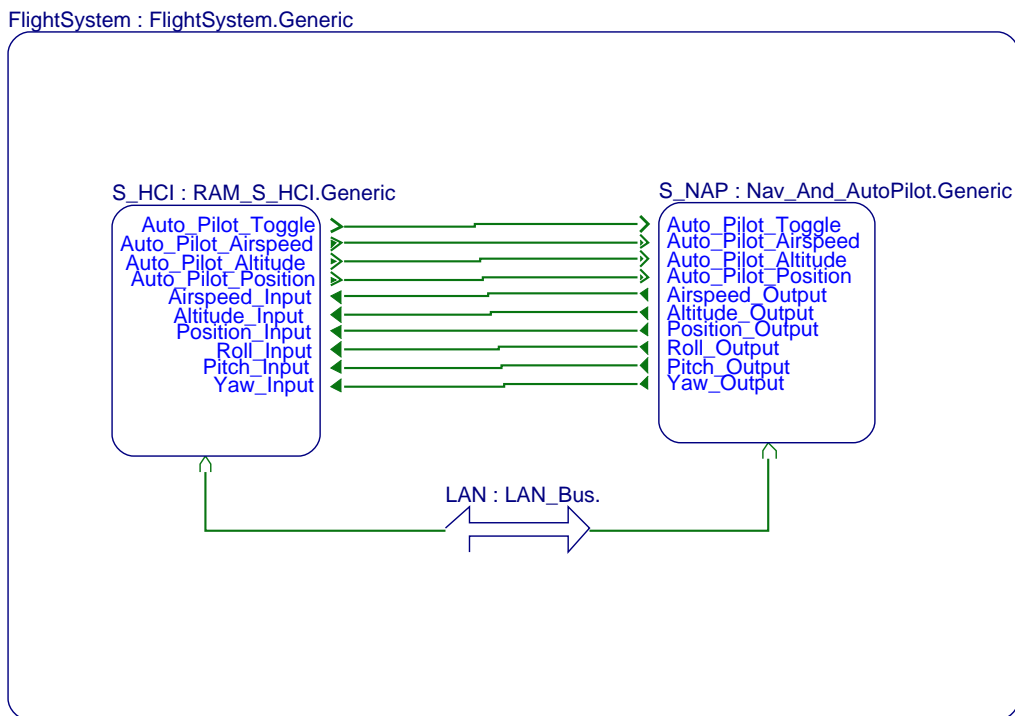 FlightSystem : FlightSystem.Generic
S_HCI : RAM_S_HCI.Generic
Auto_Pilot_Toggle
Auto_Pilot_Airspeed
Auto_Pilot_Altitude
Auto_Pilot_Position
Airspeed_Input
Altitude_Input
Position_Input
Roll_Input
Pitch_Input
Yaw_Input
S_NAP : Nav_And_AutoPilot.Generic
Auto_Pilot_Toggle
Auto_Pilot_Airspeed
Auto_Pilot_Altitude
Auto_Pilot_Position
Airspeed_Output
Altitude_Output
Position_Output
Roll_Output
Pitch_Output
Yaw_Output
LAN : LAN_Bus.